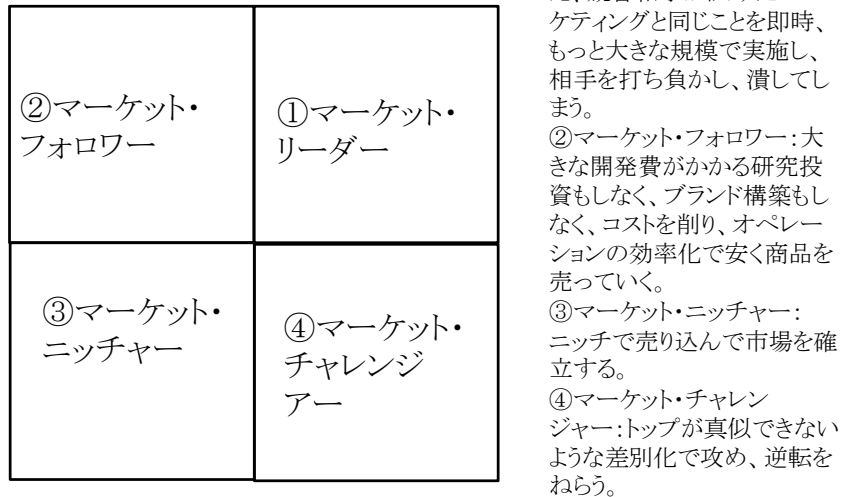 ②マーケット・
フォロワー
①マーケット・
リーダー
③マーケット・
ニッチャー
④マーケット・
チャレンジ
アー
ケティングと同じことを即時、
もっと大きな規模で実施し、
相手を打ち負かし、潰してし
まう。
②マーケット・フォロワー:大
きな開発費がかかる研究投
資もしなく、ブランド構築もし
なく、コストを削り、オペレー
ションの効率化で安く商品を
売っていく。
③マーケット・ニッチャー:
ニッチで売り込んで市場を確
立する。
④マーケット・チャレン
ジャー:トップが真似できない
ような差別化で攻め、逆転を
ねらう。